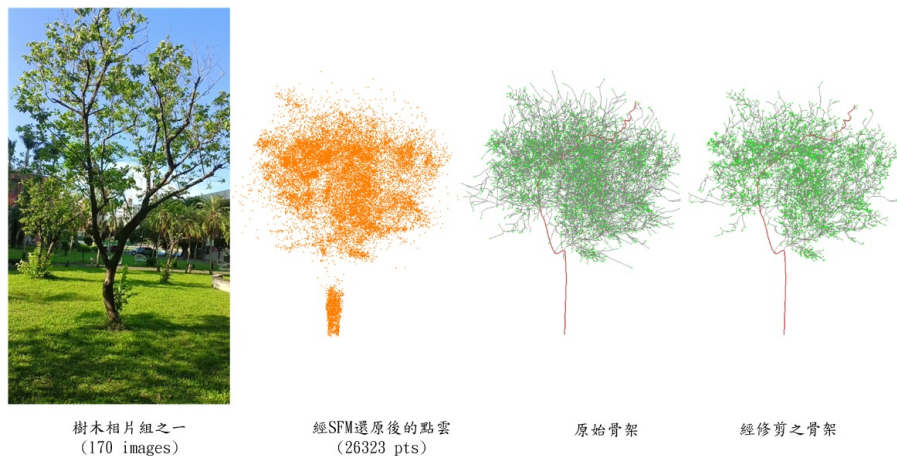 樹木相片組之一
(170 images)
經SFM還原後的點雲
(26323 pts)
原始骨架
經修剪之骨架